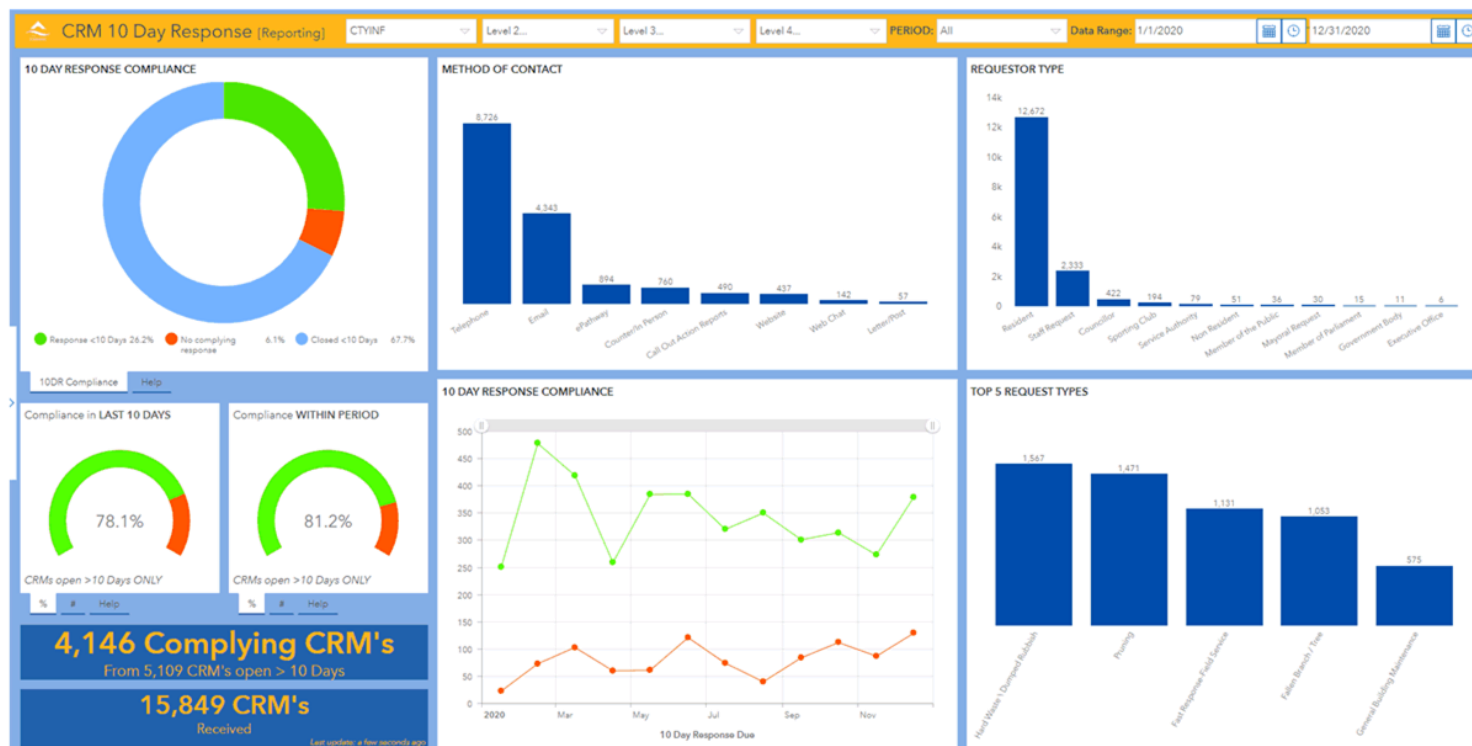 CRM 10 Day Response [Reporting]
CTYINF
Level 2...
Level 3...
Level 4...
PERIOD: All
Data Range: 1/1/2020
12/31/2020
10 DAY RESPONSE COMPLIANCE
Response <10 Days 26.2%
No complying response 6.1%
Closed <10 Days 67.7%
10DR Compliance
Help
METHOD OF CONTACT
8,726
4,343
894
760
490
437
142
57
Telephone
Email
ePathway
Counter/In Person
Call Out Action Reports
Website
Web Chat
Letter/Post
REQUESTOR TYPE
14k
12k
10k
8k
6k
4k
2k
0
12,672
2,333
422
194
79
51
36
30
15
11
6
Resident
Staff Request
Councillor
Sporting Club
Service Authority
Non Resident
Member of the Public
Mayoral Request
Member of Parliament
Government Body
Executive Office
Compliance in LAST 10 DAYS
78.1%
CRMs open >10 Days ONLY
%
#
Help
Compliance WITHIN PERIOD
81.2%
CRMs open >10 Days ONLY
%
#
Help
4,146 Complying CRM's
From 5,109 CRM's open > 10 Days
15,849 CRM's
Received
Last update: a few seconds ago
10 DAY RESPONSE COMPLIANCE
500
450
400
350
300
250
200
150
100
50
0
2020
Mar
May
Jul
Sep
Nov
10 Day Response Due
TOP 5 REQUEST TYPES
1,567
1,471
1,131
1,053
575
Hard Waste \ Dumped Rubbish
Pruning
Fast Response-Field Service
Fallen Branch / Tree
General Building Maintenance